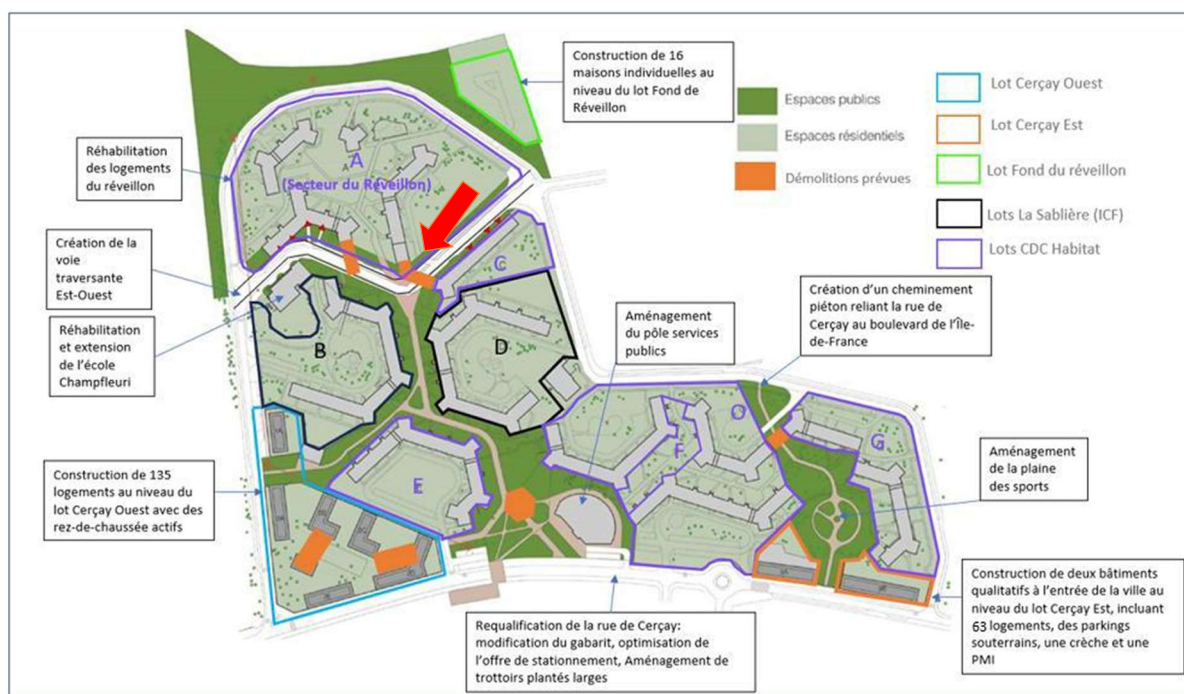 Construction de 16
maisons individuelles au
niveau du lot Fond de
Réveillon
Espaces publics
Espaces résidentiels
Démolitions prévues
Lot Cerçay Ouest
Lot Cerçay Est
Lot Fond du réveillon
Lots La Sablière (ICF)
Lots CDC Habitat
Réhabilitation
des logements
du réveillon
A
(Secteur du Réveillon)
Création de la
voie
traversante
Est-Ouest
C
Création d'un cheminement
piéton reliant la rue de
Cerçay au boulevard de l'Île-
de-France
Aménagement
du pôle services
publics
Réhabilitation
et extension
de l'école
Champfleuri
B
D
O
G
F
E
Aménagement
de la plaine
des sports
Construction de 135
logements au niveau du
lot Cerçay Ouest avec des
rez-de-chaussée actifs
Construction de deux bâtiments
qualitatifs à l'entrée de la ville au
niveau du lot Cerçay Est, incluant
63 logements, des parkings
souterrains, une crèche et une
PMI
Requalification de la rue de Cerçay:
modification du gabarit, optimisation de
l'offre de stationnement, Aménagement de
trottoirs plantés larges